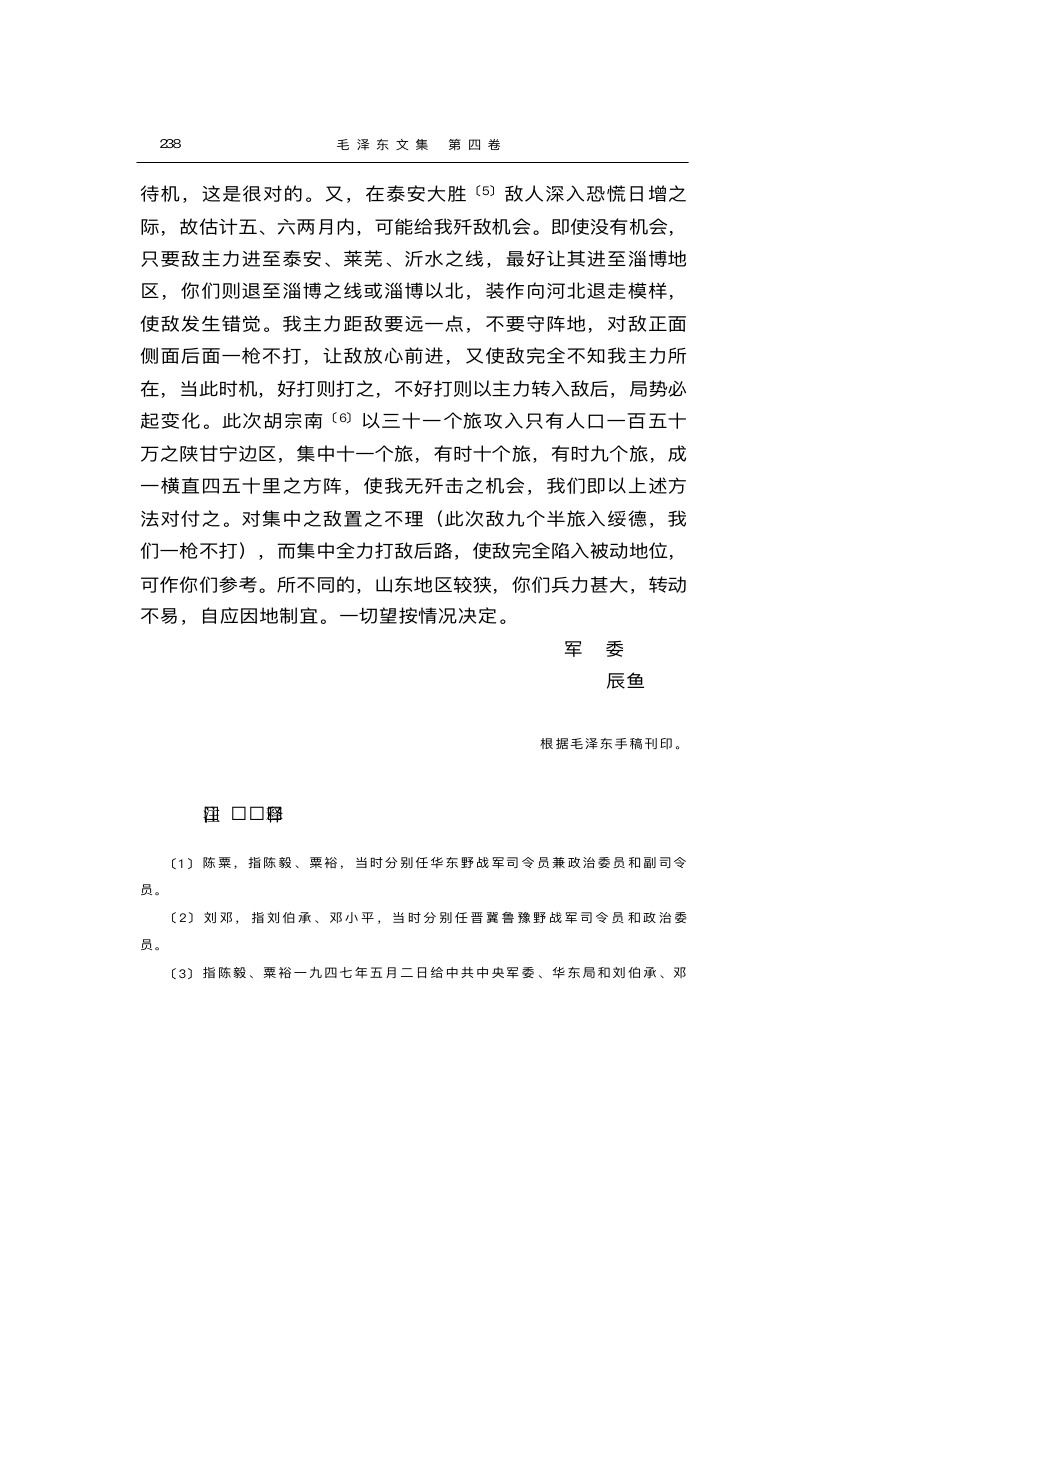 238 毛泽东文集 第四卷
待机，这是很对的。又，在泰安大胜〔5〕敌人深入恐慌日增之
际，故估计五、六两月内，可能给我歼敌机会。即使没有机会，
只要敌主力进至泰安、莱芜、沂水之线，最好让其进至淄博地
区，你们则退至淄博之线或淄博以北，装作向河北退走模样，
使敌发生错觉。我主力距敌要远一点，不要守阵地，对敌正面
侧面后面一枪不打，让敌放心前进，又使敌完全不知我主力所
在，当此时机，好打则打之，不好打则以主力转入敌后，局势必
起变化。此次胡宗南〔6〕以三十一个旅攻入只有人口一百五十
万之陕甘宁边区，集中十一个旅，有时十个旅，有时九个旅，成
一横直四五十里之方阵，使我无歼击之机会，我们即以上述方
法对付之。对集中之敌置之不理（此次敌九个半旅入绥德，我
们一枪不打），而集中全力打敌后路，使敌完全陷入被动地位，
可作你们参考。所不同的，山东地区较狭，你们兵力甚大，转动
不易，自应因地制宜。一切望按情况决定。
军 委
辰鱼
根据毛泽东手稿刊印。
注 □□释
〔1〕陈粟，指陈毅、粟裕，当时分别任华东野战军司令员兼政治委员和副司令
员。
〔2〕刘邓，指刘伯承、邓小平，当时分别任晋冀鲁豫野战军司令员和政治委
员。
〔3〕指陈毅、粟裕一九四七年五月二日给中共中央军委、华东局和刘伯承、邓